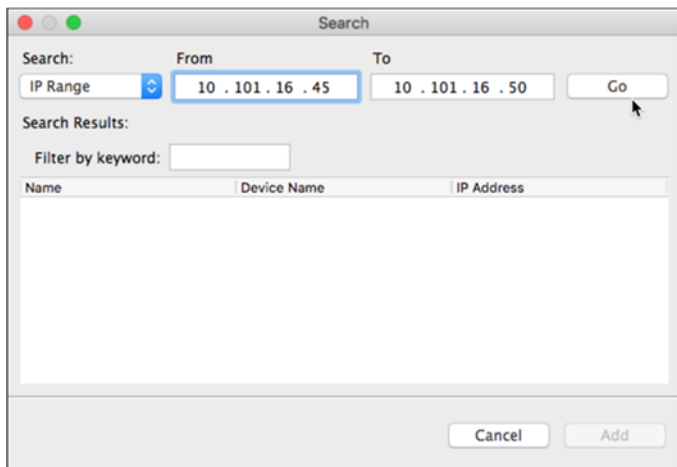 Search
Search: From To
IP Range 10 . 101 . 16 . 45 10 . 101 . 16 . 50 Go
Search Results:
Filter by keyword:
Name Device Name IP Address
Cancel Add